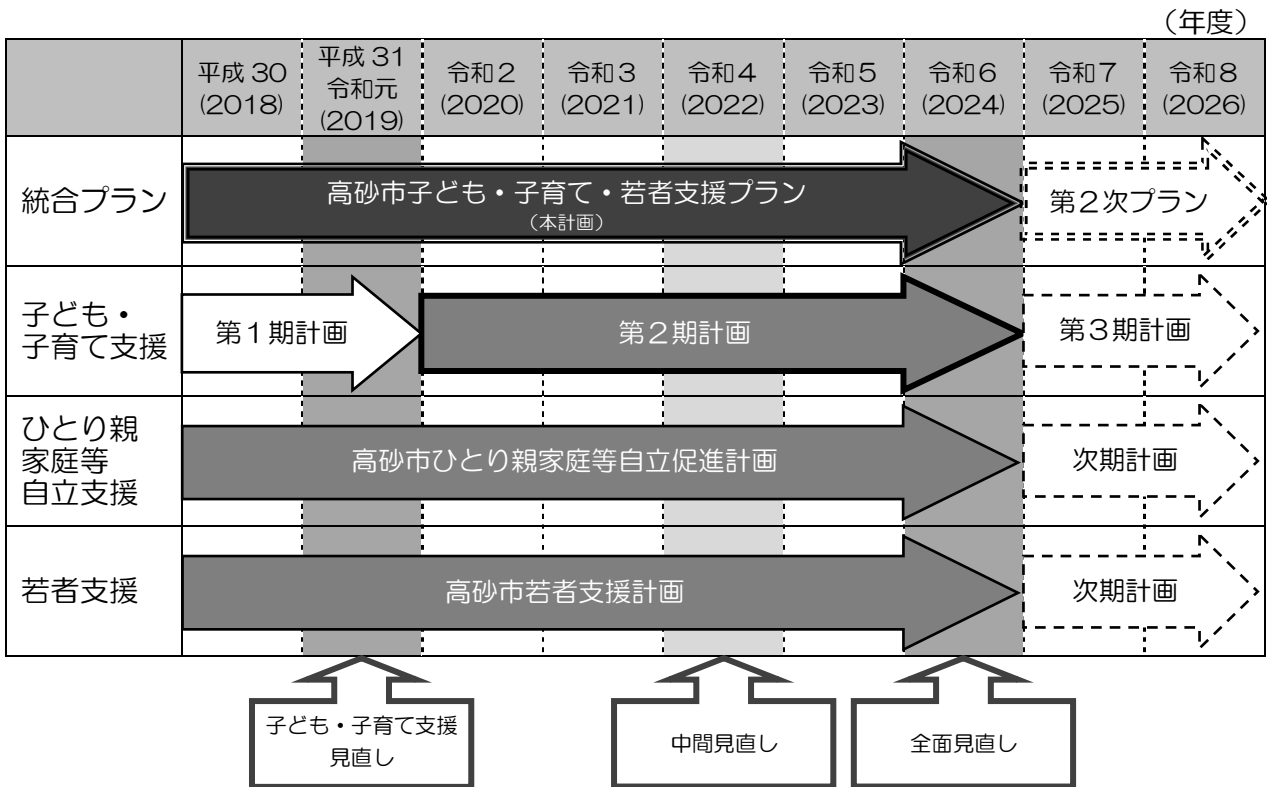 （年度）
平成 30
(2018)
平成 31
令和元
(2019)
令和２
(2020)
令和３
(2021)
令和４
(2022)
令和５
(2023)
令和６
(2024)
令和７
(2025)
令和８
(2026)
統合プラン
高砂市子ども・子育て・若者支援プラン
（本計画）
第２次プラン
子ども・
子育て支援
第１期計画
第２期計画
第３期計画
ひとり親
家庭等
自立支援
高砂市ひとり親家庭等自立促進計画
次期計画
若者支援
高砂市若者支援計画
次期計画
子ども・子育て支援
見直し
中間見直し
全面見直し